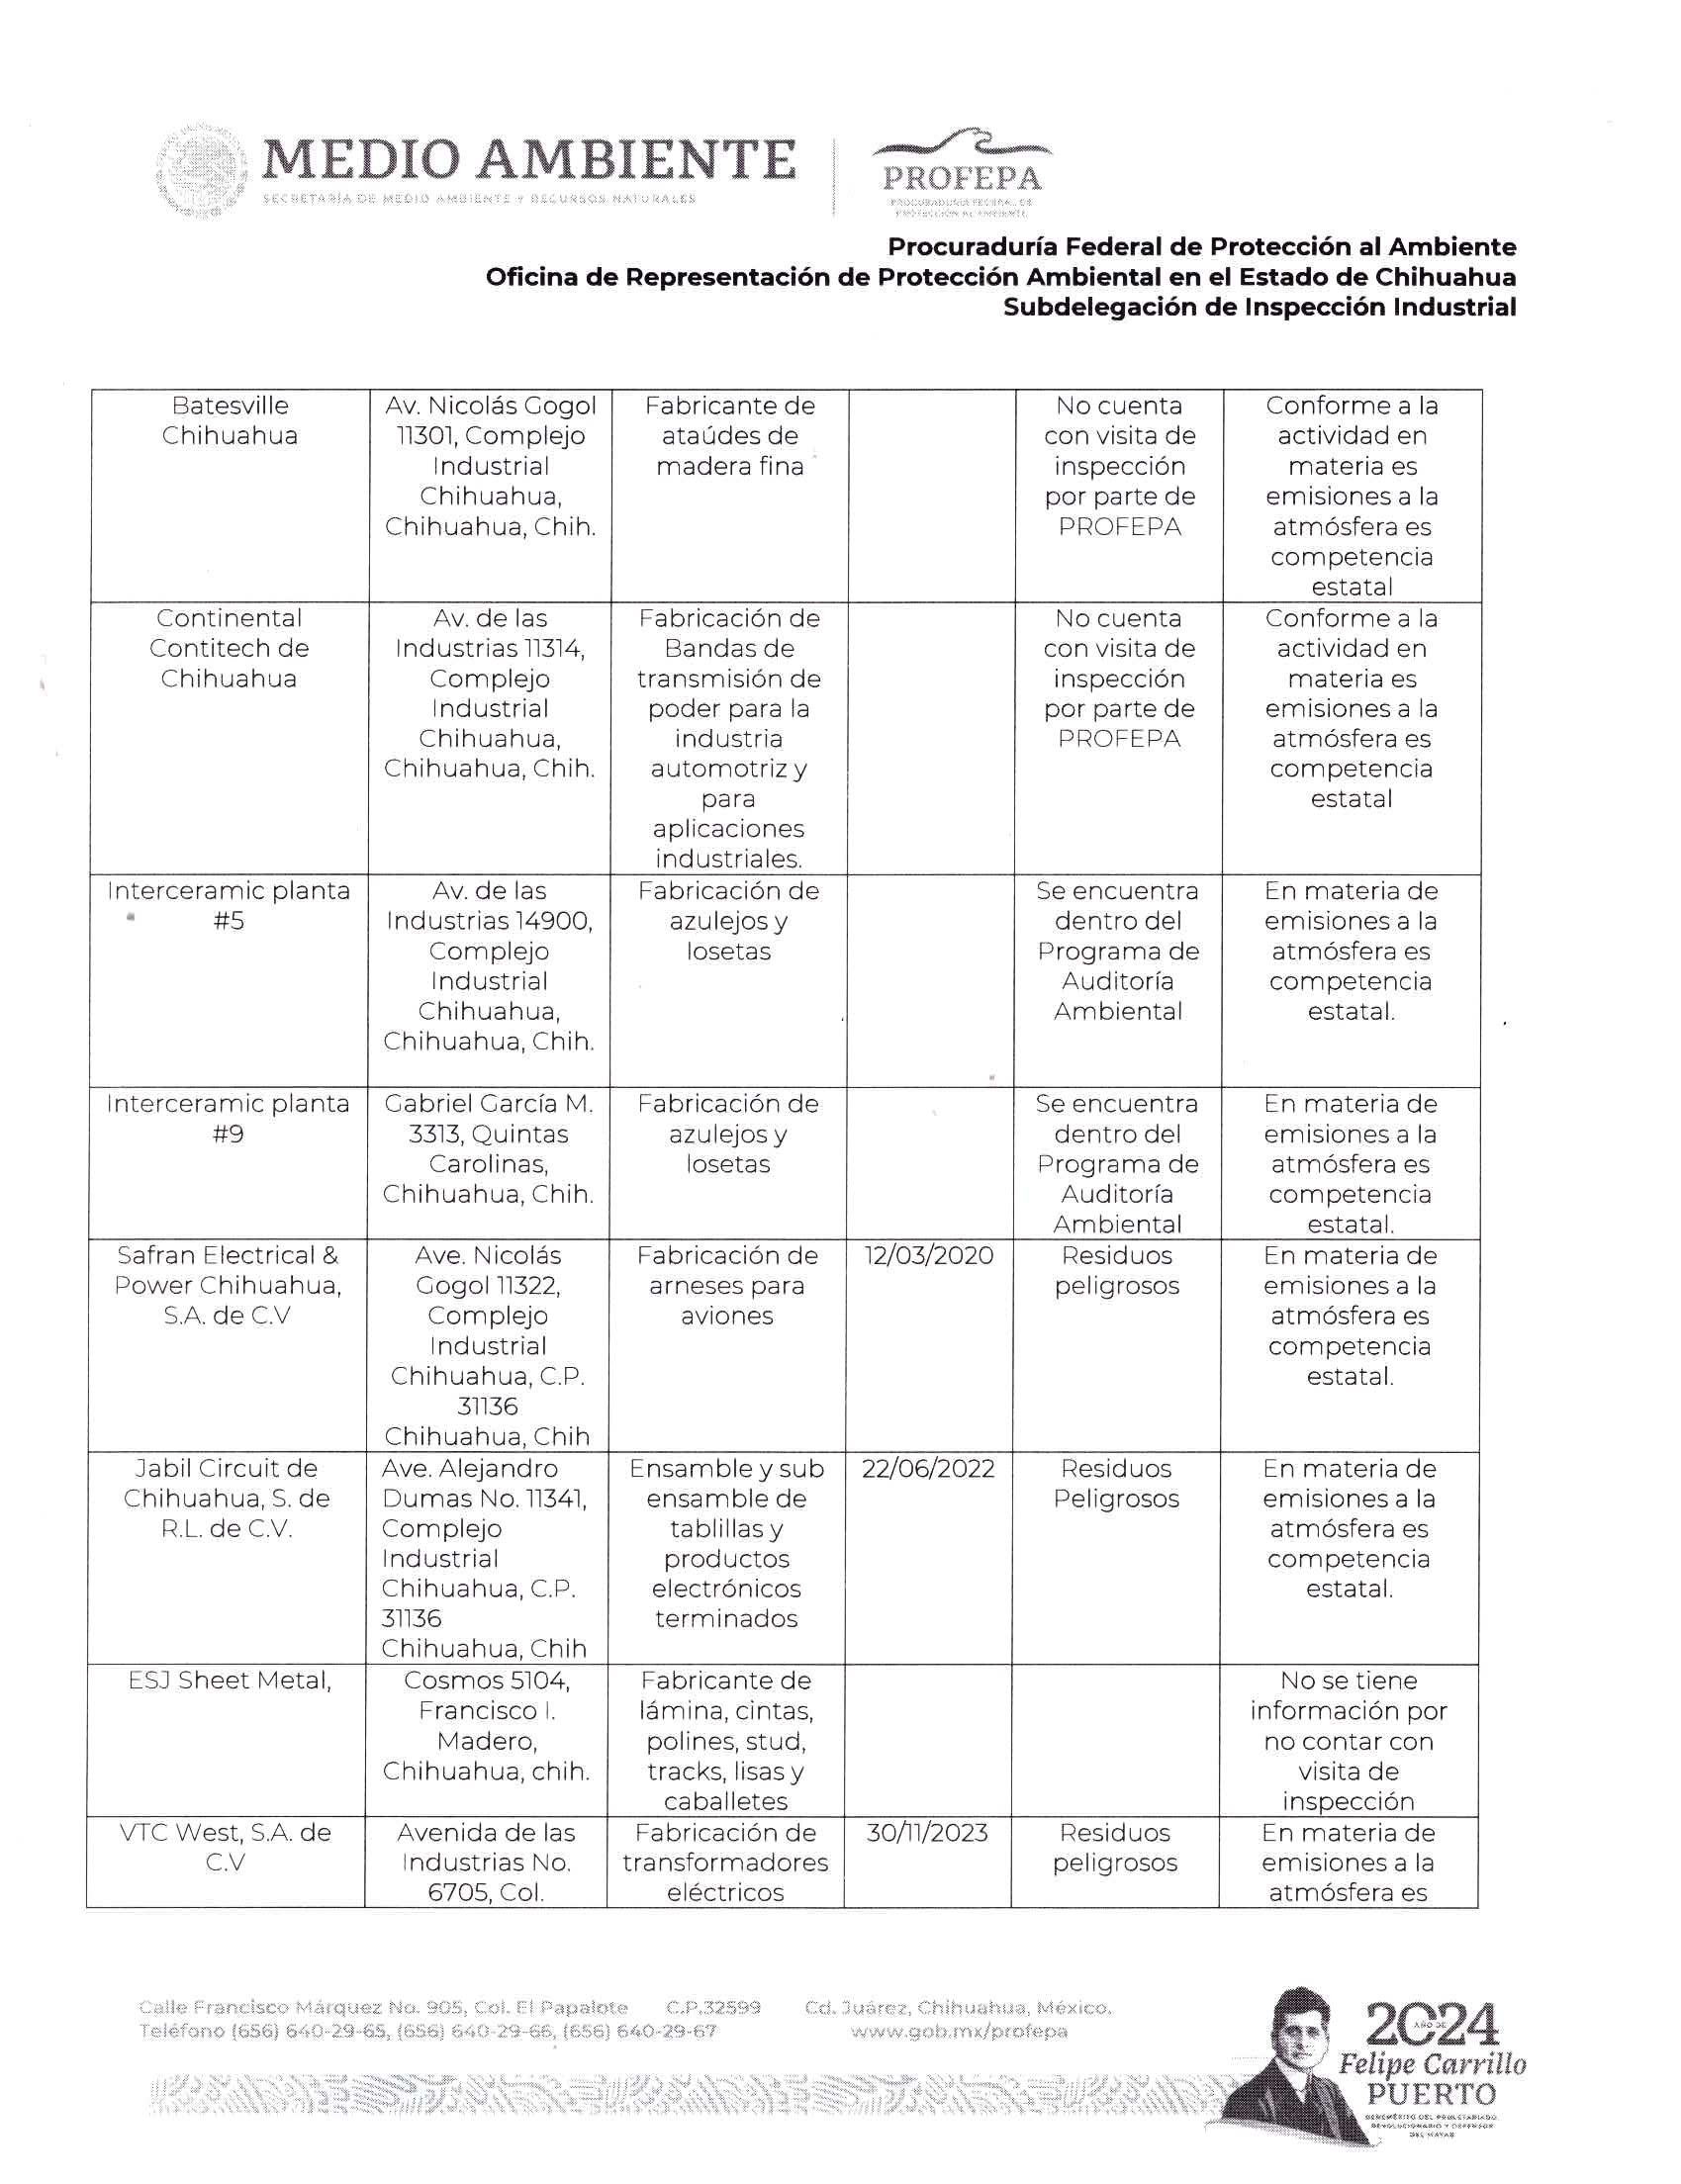 MEDIO AMBIENTE
SECRETARÍA DE MEDIO AMBIENTE Y RECURSOS NATURALES
PROFEPA
PROCURADURÍA FEDERAL DE
PROTECCIÓN AL AMBIENTE
Procuraduría Federal de Protección al Ambiente
Oficina de Representación de Protección Ambiental en el Estado de Chihuahua
Subdelegación de Inspección Industrial
Batesville
Chihuahua
Av. Nicolás Gogol
11301, Complejo
Industrial
Chihuahua,
Chihuahua, Chih.
Fabricante de
ataúdes de
madera fina
No cuenta
con visita de
inspección
por parte de
PROFEPA
Conforme a la
actividad en
materia es
emisiones a la
atmósfera es
competencia
estatal
Continental
Contitech de
Chihuahua
Av. de las
Industrias 11314,
Complejo
Industrial
Chihuahua,
Chihuahua, Chih.
Fabricación de
Bandas de
transmisión de
poder para la
industria
automotriz y
para
aplicaciones
industriales.
No cuenta
con visita de
inspección
por parte de
PROFEPA
Conforme a la
actividad en
materia es
emisiones a la
atmósfera es
competencia
estatal
Interceramic planta
#5
Av. de las
Industrias 14900,
Complejo
Industrial
Chihuahua,
Chihuahua, Chih.
Fabricación de
azulejos y
losetas
Se encuentra
dentro del
Programa de
Auditoría
Ambiental
En materia de
emisiones a la
atmósfera es
competencia
estatal.
Interceramic planta
#9
Gabriel García M.
3313, Quintas
Carolinas,
Chihuahua, Chih.
Fabricación de
azulejos y
losetas
Se encuentra
dentro del
Programa de
Auditoría
Ambiental
En materia de
emisiones a la
atmósfera es
competencia
estatal.
Safran Electrical &
Power Chihuahua,
S.A. de C.V
Ave. Nicolás
Gogol 11322,
Complejo
Industrial
Chihuahua, C.P.
31136
Chihuahua, Chih
Fabricación de
arneses para
aviones
12/03/2020
Residuos
peligrosos
En materia de
emisiones a la
atmósfera es
competencia
estatal.
Jabil Circuit de
Chihuahua, S. de
R.L. de C.V.
Ave. Alejandro
Dumas No. 11341,
Complejo
Industrial
Chihuahua, C.P.
31136
Chihuahua, Chih
Ensamble y sub
ensamble de
tablillas y
productos
electrónicos
terminados
22/06/2022
Residuos
Peligrosos
En materia de
emisiones a la
atmósfera es
competencia
estatal.
ESJ Sheet Metal,
Cosmos 5104,
Francisco I.
Madero,
Chihuahua, chih.
Fabricante de
lámina, cintas,
polines, stud,
tracks, lisas y
caballetes
No se tiene
información por
no contar con
visita de
inspección
VTC West, S.A. de
C.V
Avenida de las
Industrias No.
6705, Col.
Fabricación de
transformadores
eléctricos
30/11/2023
Residuos
peligrosos
En materia de
emisiones a la
atmósfera es
Calle Francisco Márquez No. 905, Col. El Papalote C.P.32599 Cd. Juárez, Chihuahua, México.
Teléfono (656) 640-29-65, (656) 640-29-66, (656) 640-29-67 www.gob.mx/profepa
2024
AÑO DE
Felipe Carrillo
PUERTO
BENEMÉRITO DEL PROLETARIADO,
REVOLUCIONARIO Y DEFENSOR
DEL MAYAB